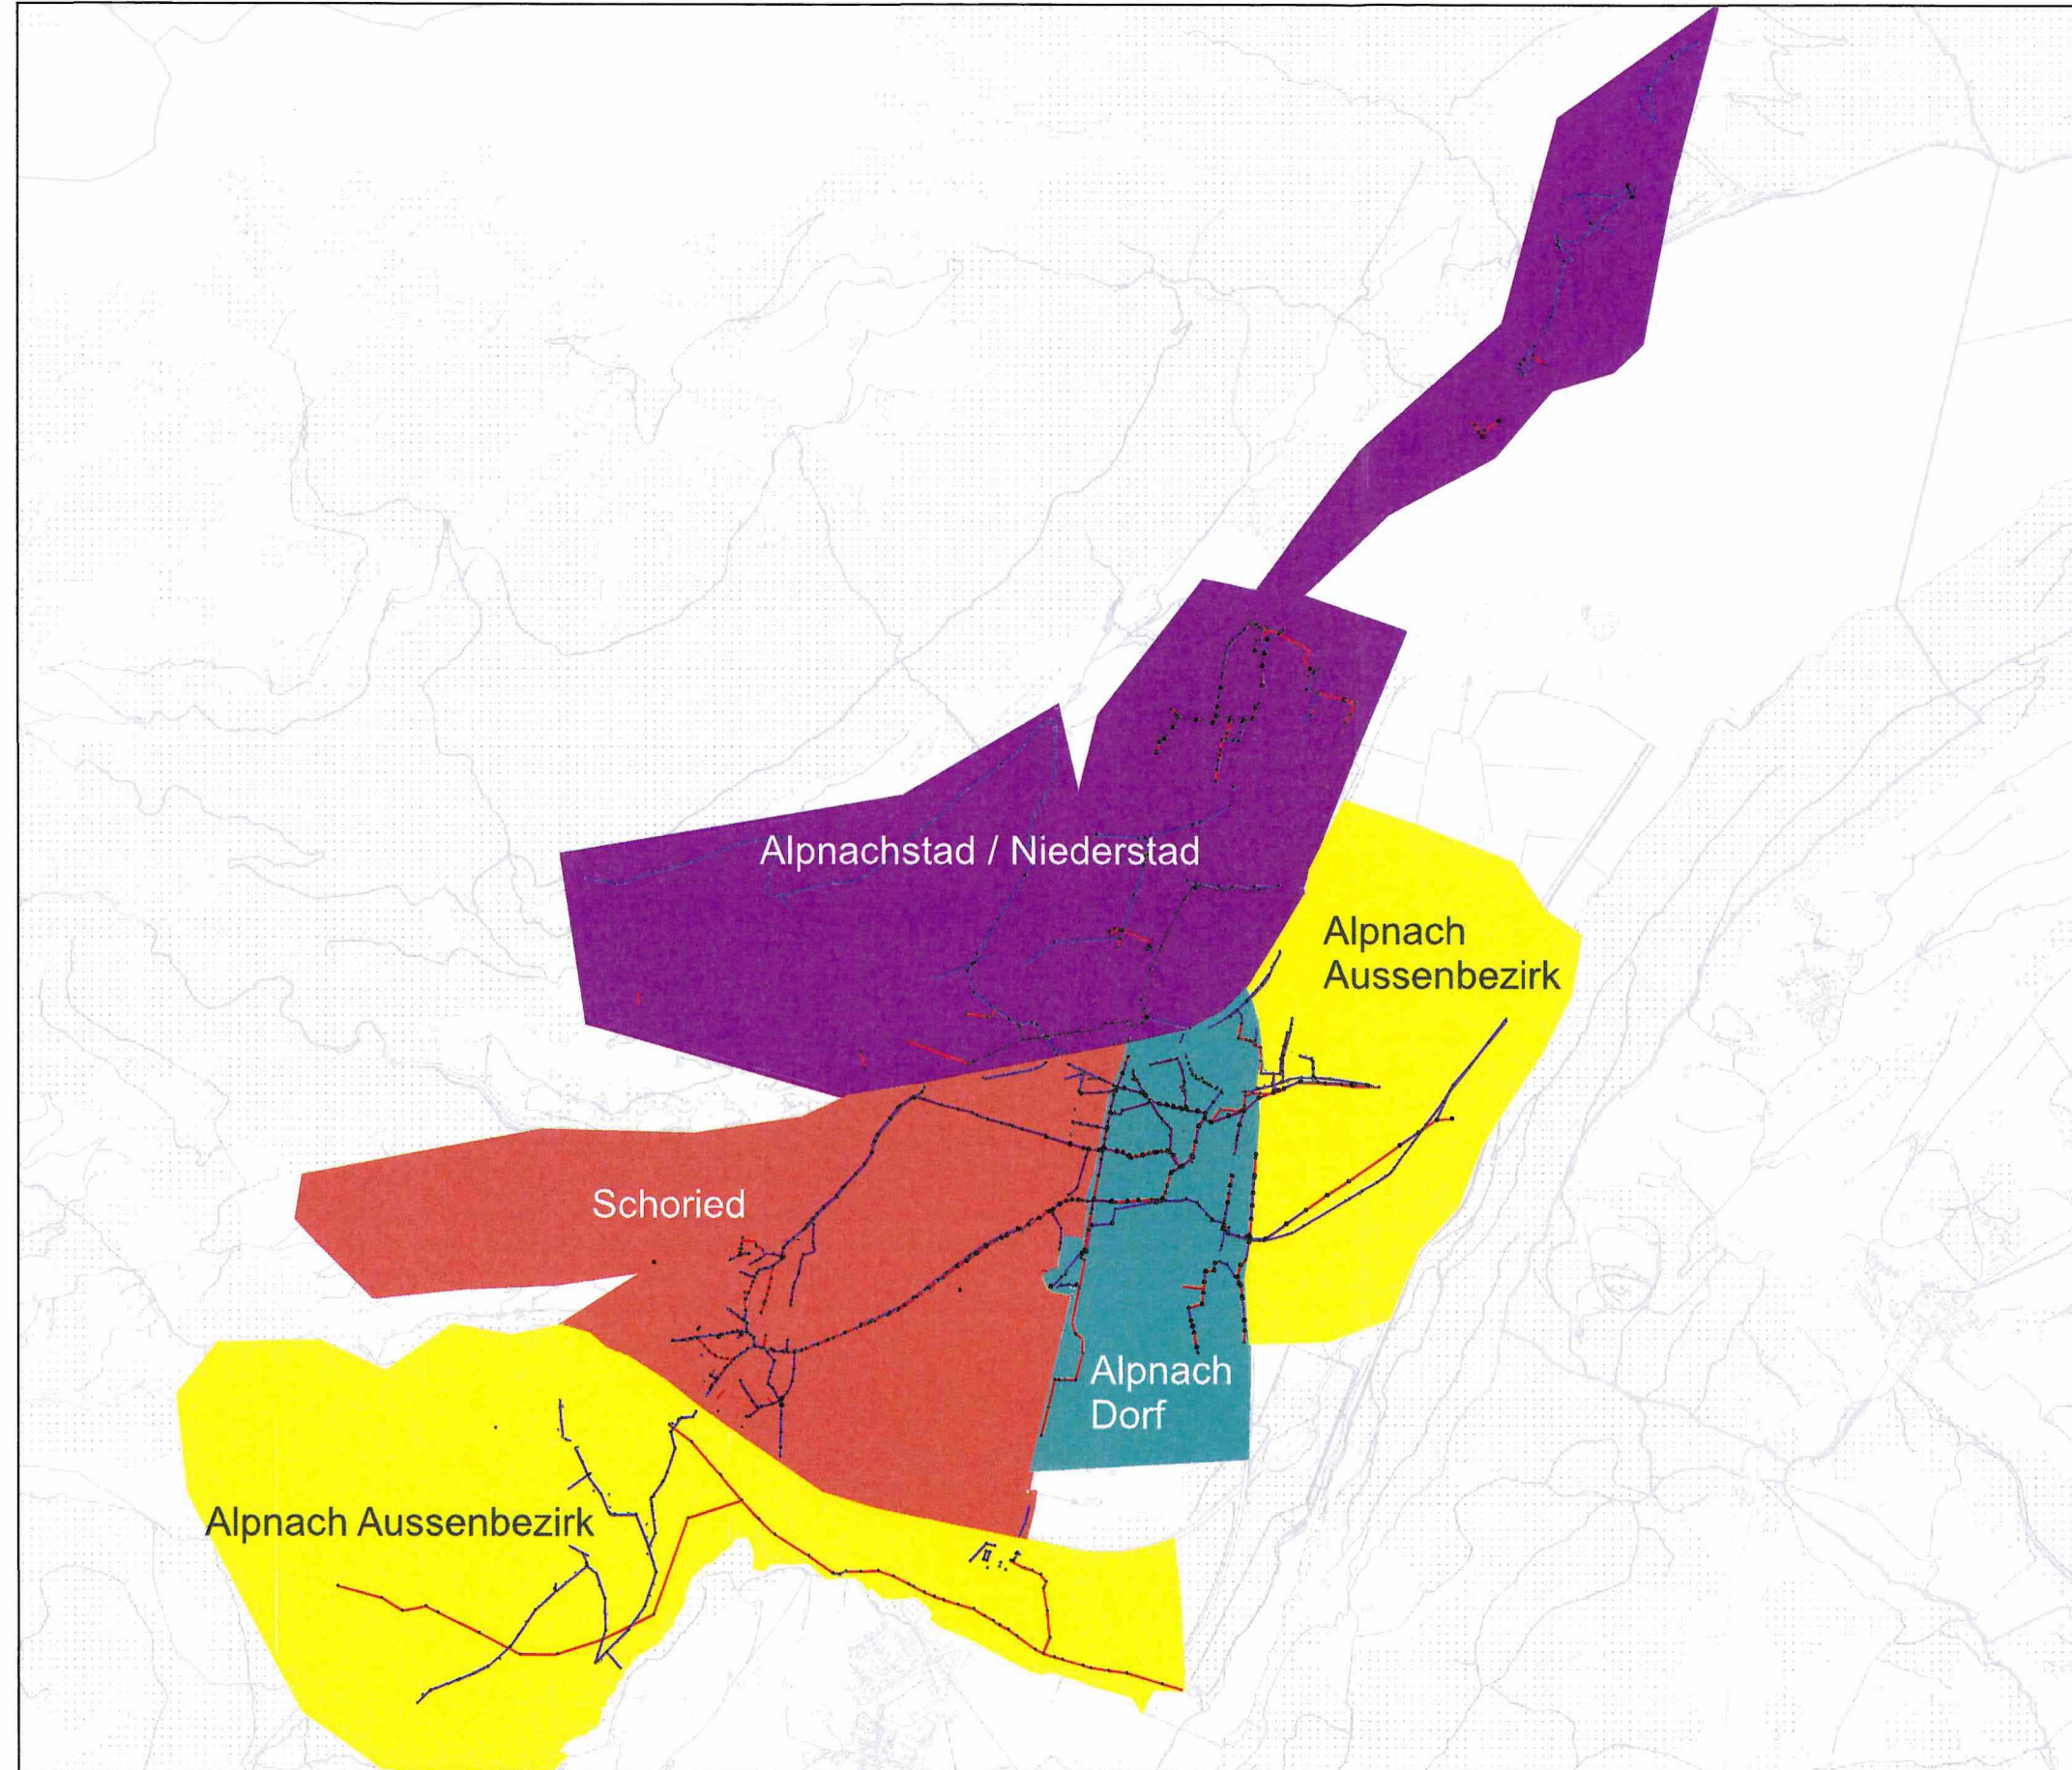 Alpnachstad / Niederstad
Alpnach
Aussenbezirk
Schoried
Alpnach
Dorf
Alpnach Aussenbezirk